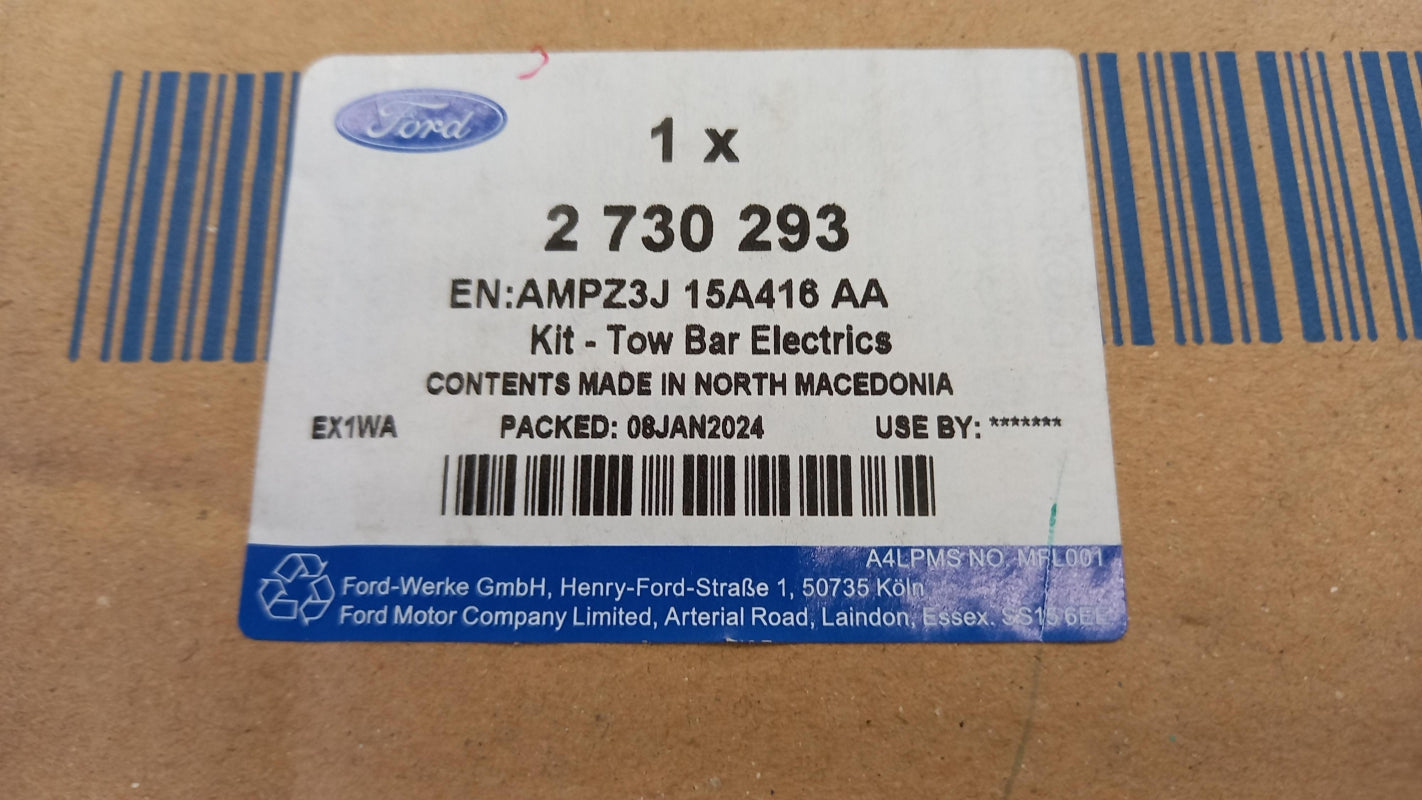 Ford
1 x
2 730 293
EN:AMPZ3J 15A416 AA
Kit - Tow Bar Electrics
CONTENTS MADE IN NORTH MACEDONIA
EX1WA PACKED: 08JAN2024 USE BY: *******
A4LPMS NO. MFL001
Ford-Werke GmbH, Henry-Ford-Straße 1, 50735 Köln
Ford Motor Company Limited, Arterial Road, Laindon, Essex. SS15 6EE